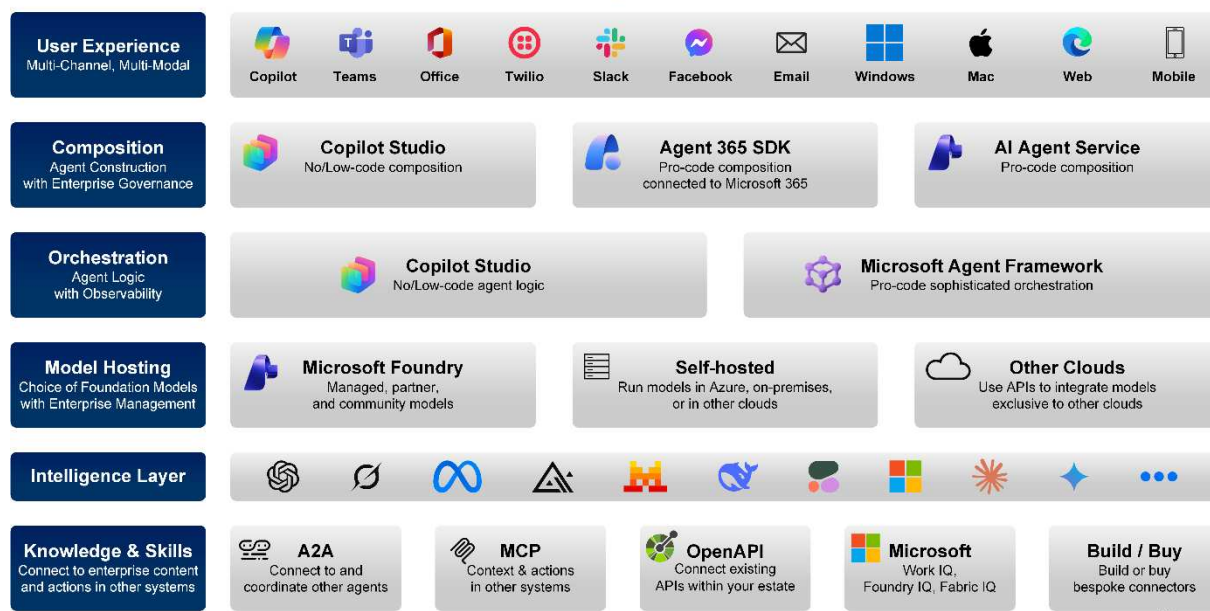 User Experience
Multi-Channel, Multi-Modal
Copilot
Teams
Office
Twilio
Slack
Facebook
Email
Windows
Mac
Web
Mobile
Composition
Agent Construction
with Enterprise Governance
Copilot Studio
No/Low-code composition
Agent 365 SDK
Pro-code composition
connected to Microsoft 365
AI Agent Service
Pro-code composition
Orchestration
Agent Logic
with Observability
Copilot Studio
No/Low-code agent logic
Microsoft Agent Framework
Pro-code sophisticated orchestration
Model Hosting
Choice of Foundation Models
with Enterprise Management
Microsoft Foundry
Managed, partner,
and community models
Self-hosted
Run models in Azure, on-premises,
or in other clouds
Other Clouds
Use APIs to integrate models
exclusive to other clouds
Intelligence Layer
Knowledge & Skills
Connect to enterprise content
and actions in other systems
A2A
Connect to and
coordinate other agents
MCP
Context & actions
in other systems
OpenAPI
Connect existing
APIs within your estate
Microsoft
Work IQ,
Foundry IQ, Fabric IQ
Build / Buy
Build or buy
bespoke connectors